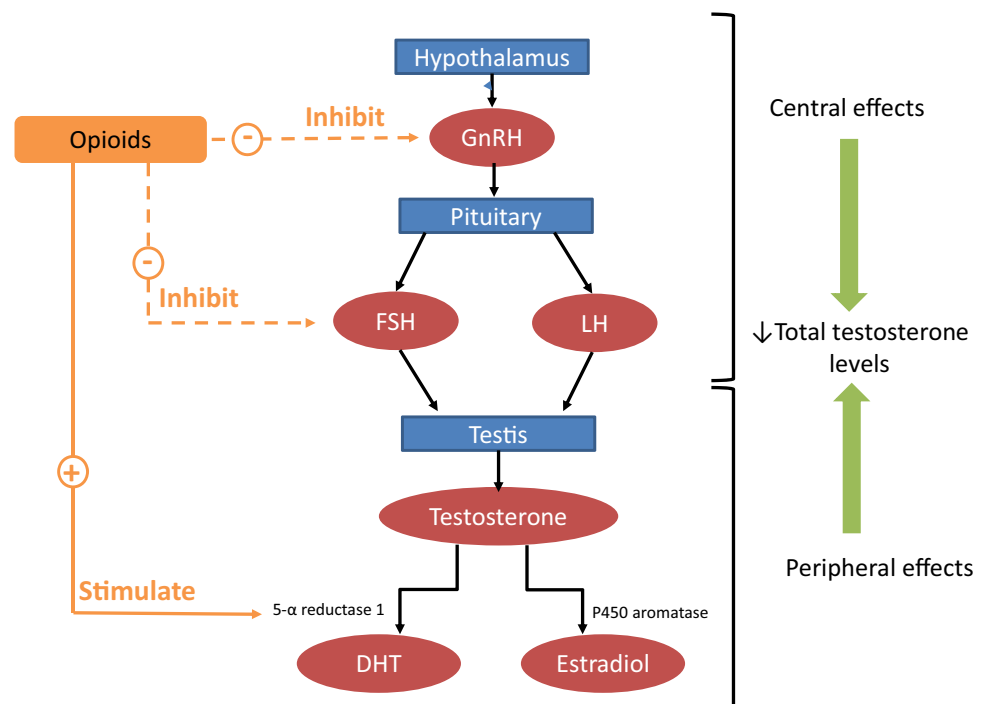 Hypothalamus
Central effects
Inhibit
Opioids
-
GnRH
Pituitary
-
Inhibit
FSH
LH
↓Total testosterone
levels
Testis
+
Testosterone
Peripheral effects
Stimulate
5-α reductase 1
P450 aromatase
DHT
Estradiol